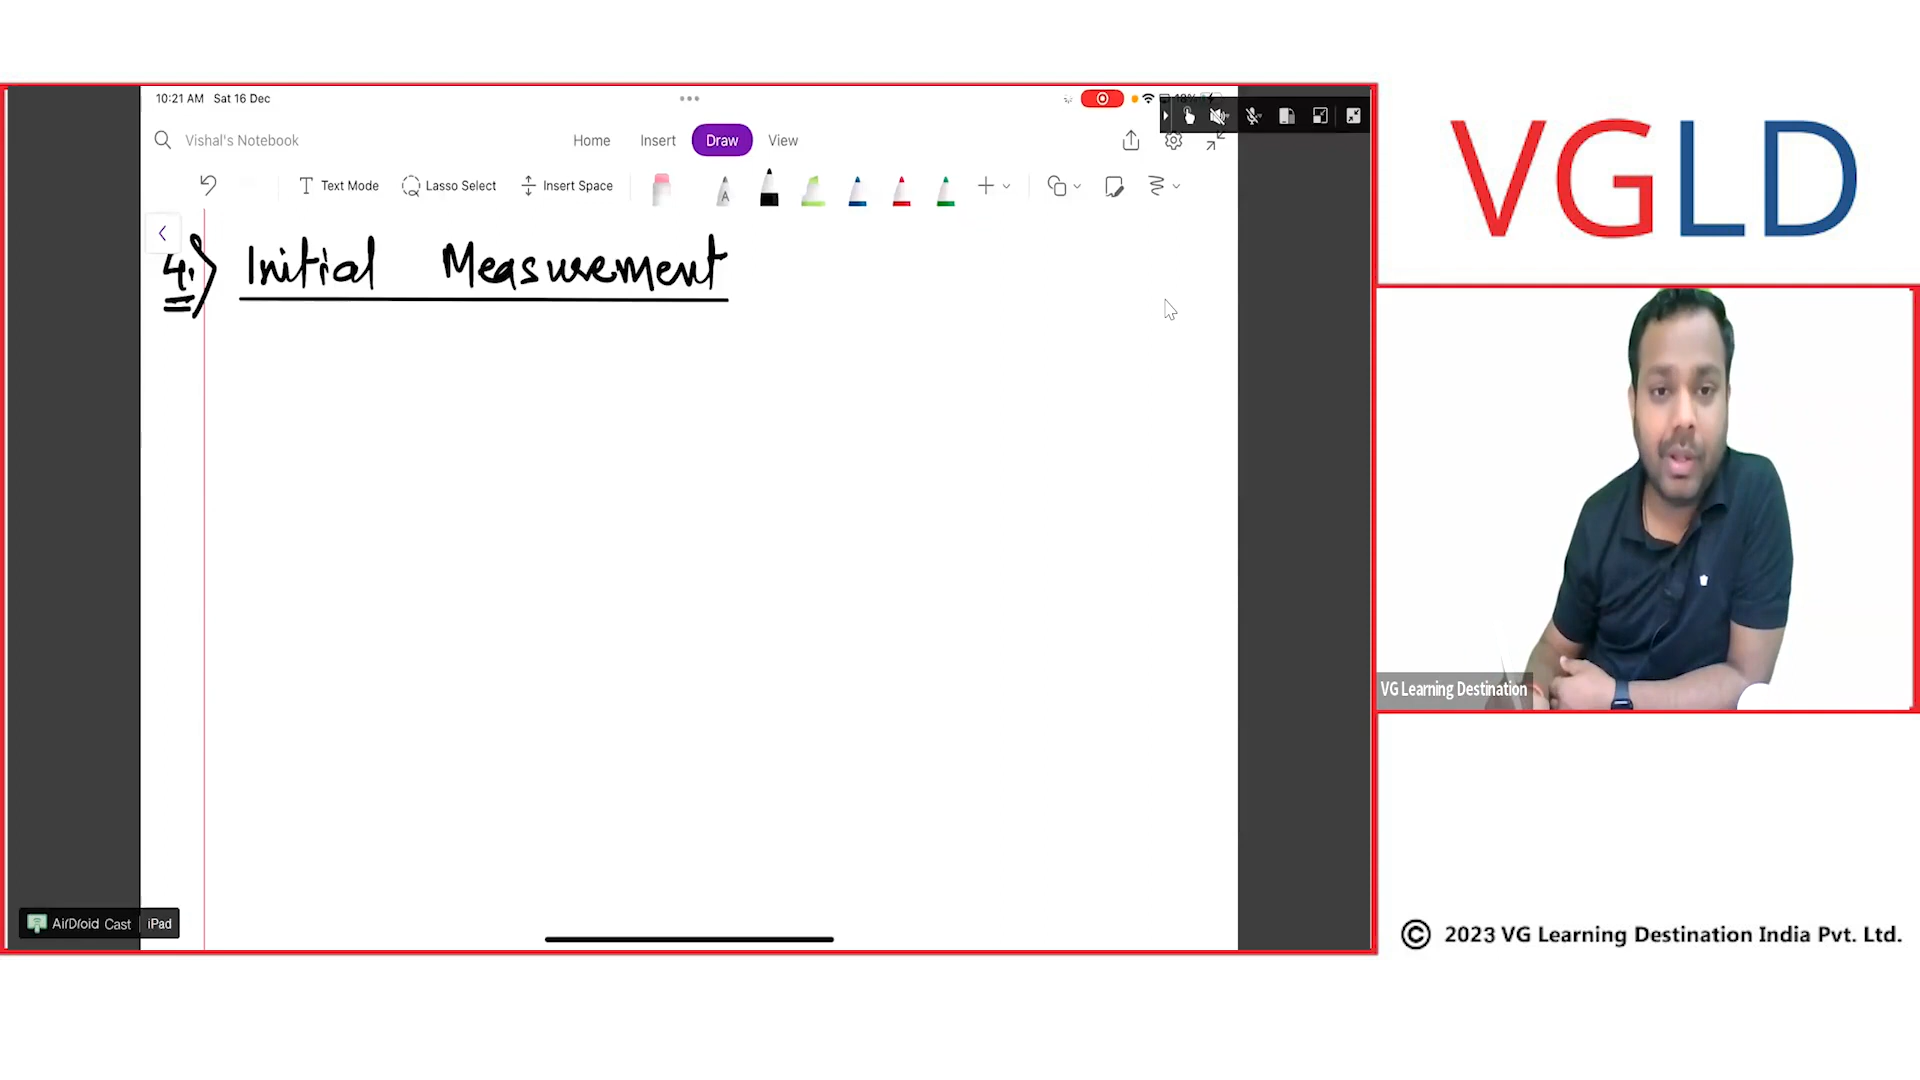 10:21 AM Sat 16 Dec
Vishal's Notebook
Home Insert Draw View
Text Mode Lasso Select Insert Space
A
4.) Initial Measurement
VGLD
VG Learning Destination
AirDroid Cast iPad
© 2023 VG Learning Destination India Pvt. Ltd.